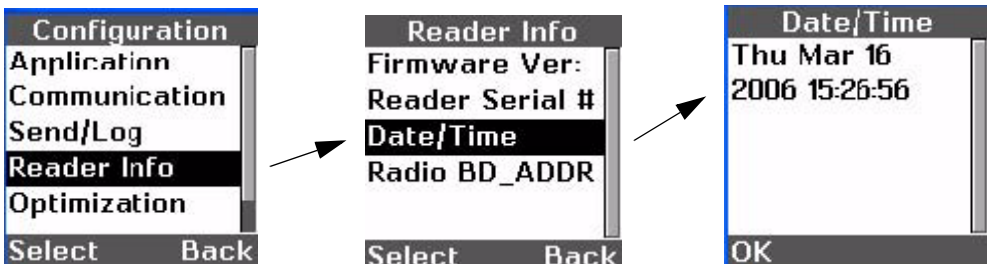 Configuration
Application
Communication
Send/Log
Reader Info
Optimization
Select Back
Reader Info
Firmware Ver:
Reader Serial #
Date/Time
Radio BD_ADDR
Select Back
Date/Time
Thu Mar 16
2006 15:26:56
OK